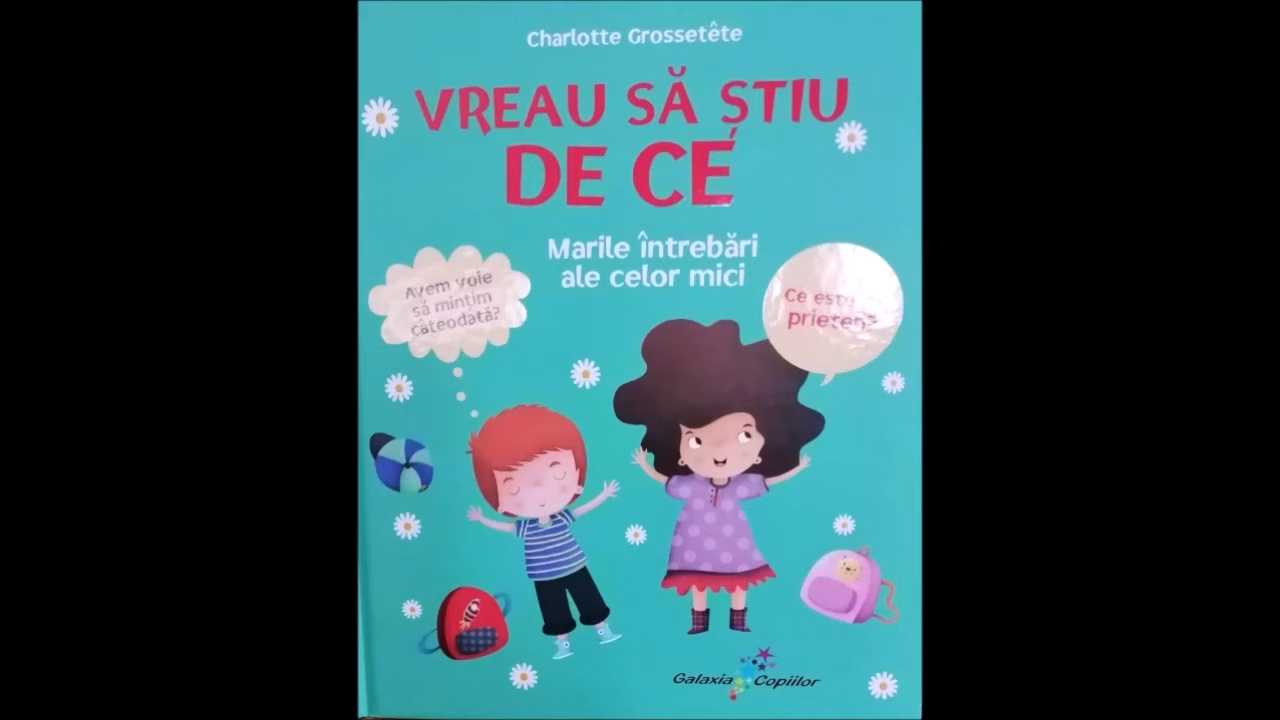 Charlotte Grossetête
VREAU SĂ ȘTIU
DE CE
Marile întrebări
ale celor mici
Avem voie
să mințim
câteodată?
Ce este
prieten?
Galaxia Copiilor